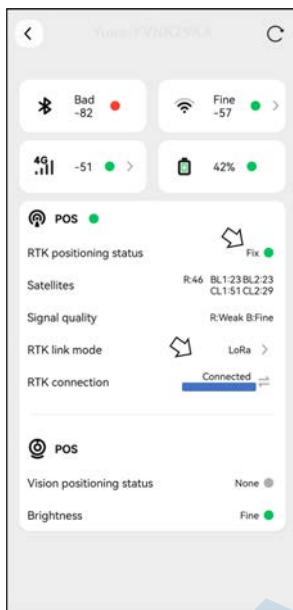 Bad
-82
Fine
-57
4G
-51
42%
POS
RTK positioning status Fix
Satellites R:46 BL1:23 BL2:23
CL1:51 CL2:29
Signal quality R:Weak B:Fine
RTK link mode LoRa
RTK connection Connected
POS
Vision positioning status None
Brightness Fine